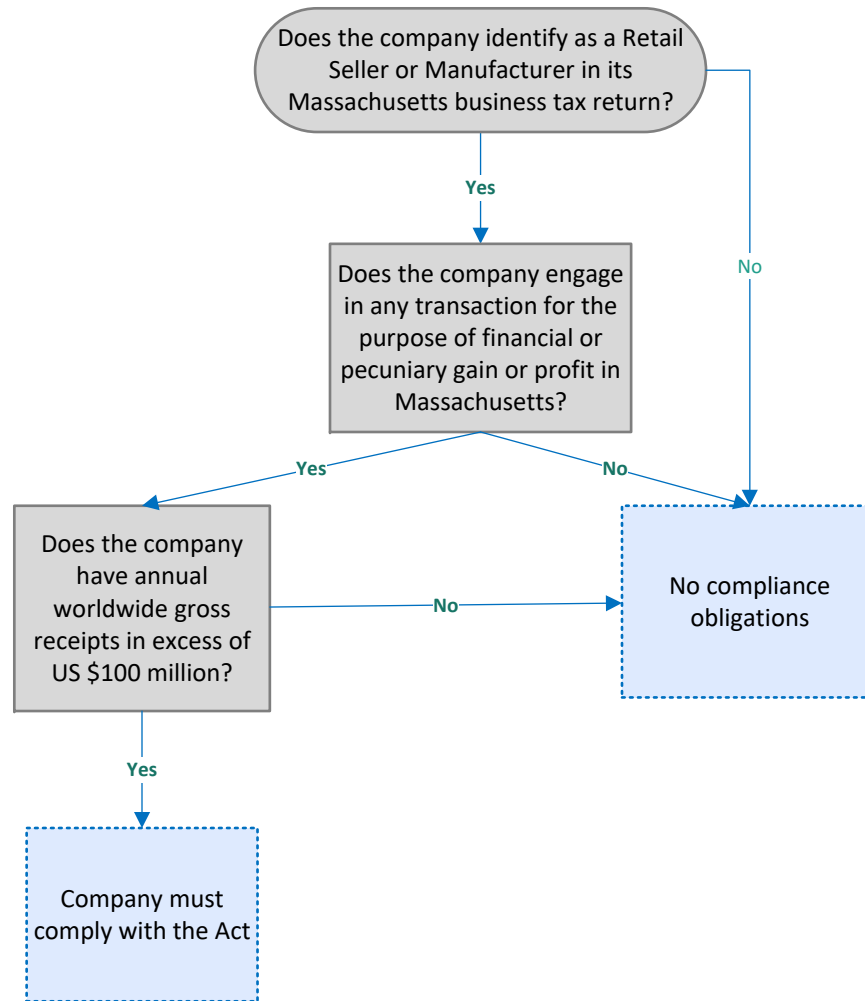 Does the company identify as a Retail
Seller or Manufacturer in its
Massachusetts business tax return?
Yes
No
Does the company engage
in any transaction for the
purpose of financial or
pecuniary gain or profit in
Massachusetts?
Yes
No
Does the company
have annual
worldwide gross
receipts in excess of
US $100 million?
No
No compliance
obligations
Yes
Company must
comply with the Act